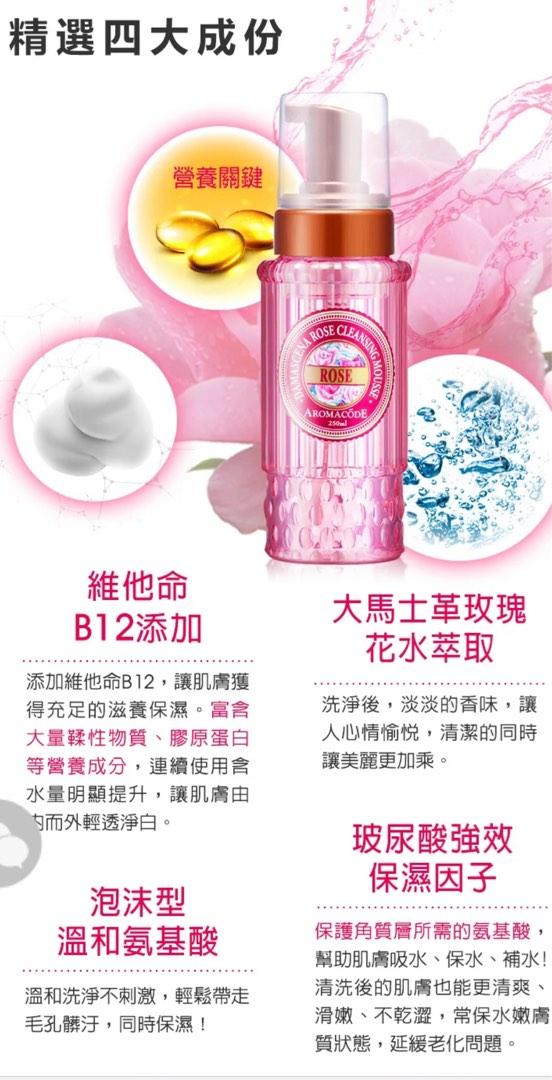 精選四大成份
營養關鍵
DAMASCENA ROSE CLEANSING MOUSSE
ROSE
AROMACODE
250ml
維他命
B12添加
添加維他命B12，讓肌膚獲
得充足的滋養保濕。富含
大量鞣性物質、膠原蛋白
等營養成分，連續使用含
水量明顯提升，讓肌膚由
內而外輕透淨白。
大馬士革玫瑰
花水萃取
洗淨後，淡淡的香味，讓
人心情愉悅，清潔的同時
讓美麗更加乘。
泡沫型
溫和氨基酸
溫和洗淨不刺激，輕鬆帶走
毛孔髒汙，同時保濕！
玻尿酸強效
保濕因子
保護角質層所需的氨基酸，
幫助肌膚吸水、保水、補水!
清洗後的肌膚也能更清爽、
滑嫩、不乾澀，常保水嫩膚
質狀態，延緩老化問題。